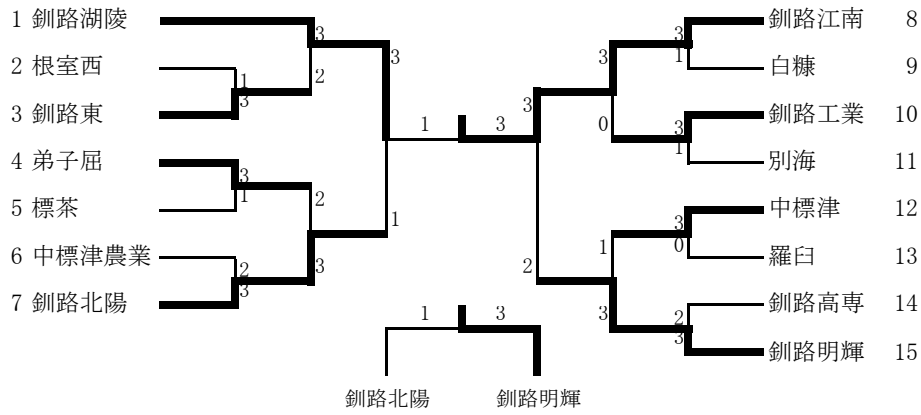 1 釧路湖陵
2 根室西
3 釧路東
4 弟子屈
5 標茶
6 中標津農業
7 釧路北陽
3
1
3
2
3
3
1
2
2
3
3
1
1
3
3
3
0
3
1
3
1
2
1
3
3
0
2
3
釧路江南 8
白糠 9
釧路工業 10
別海 11
中標津 12
羅臼 13
釧路高専 14
釧路明輝 15
1
3
釧路北陽 釧路明輝